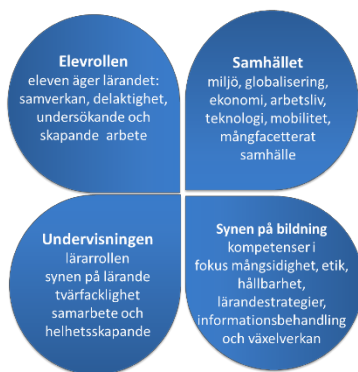 Elevrollen
eleven äger lärandet:
samverkan, delaktighet,
undersökande och
skapande arbete
Samhället
miljö, globalisering,
ekonomi, arbetsliv,
teknologi, mobilitet,
mångfacetterat
samhälle
Undervisningen
lärarrollen
synen på lärande
tvärfacklighet
samarbete och
helhetsskapande
Synen på bildning
kompetenser i
fokus mångsidighet, etik,
hållbarhet,
lärandestrategier,
informationsbehandling
och växelverkan